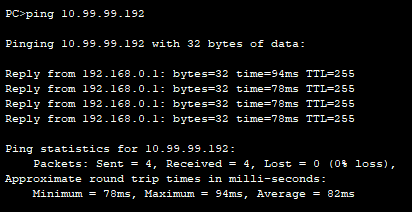 PC>ping 10.99.99.192
Pinging 10.99.99.192 with 32 bytes of data:
Reply from 192.168.0.1: bytes=32 time=94ms TTL=255
Reply from 192.168.0.1: bytes=32 time=78ms TTL=255
Reply from 192.168.0.1: bytes=32 time=78ms TTL=255
Reply from 192.168.0.1: bytes=32 time=78ms TTL=255
Ping statistics for 10.99.99.192:
Packets: Sent = 4, Received = 4, Lost = 0 (0% loss),
Approximate round trip times in milli-seconds:
Minimum = 78ms, Maximum = 94ms, Average = 82ms